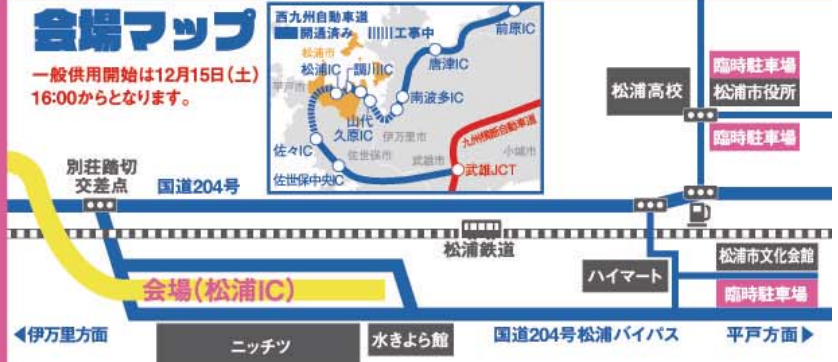 会場マップ
一般供用開始は12月15日(土)
16:00からとなります。
西九州自動車道
開通済み 工事中
前原IC
松浦市
松浦IC
調川IC
唐津IC
平戸市
南波多IC
山代
久原IC
伊万里市
九州横断自動車道
佐々IC
佐世保市
武雄市
小城市
佐世保中央IC
武雄JCT
松浦高校
臨時駐車場
松浦市役所
臨時駐車場
別荘踏切
交差点
国道204号
松浦鉄道
松浦市文化会館
ハイマート
臨時駐車場
会場(松浦IC)
◀伊万里方面
ニッチツ
水きよら館
国道204号松浦バイパス
平戸方面▶